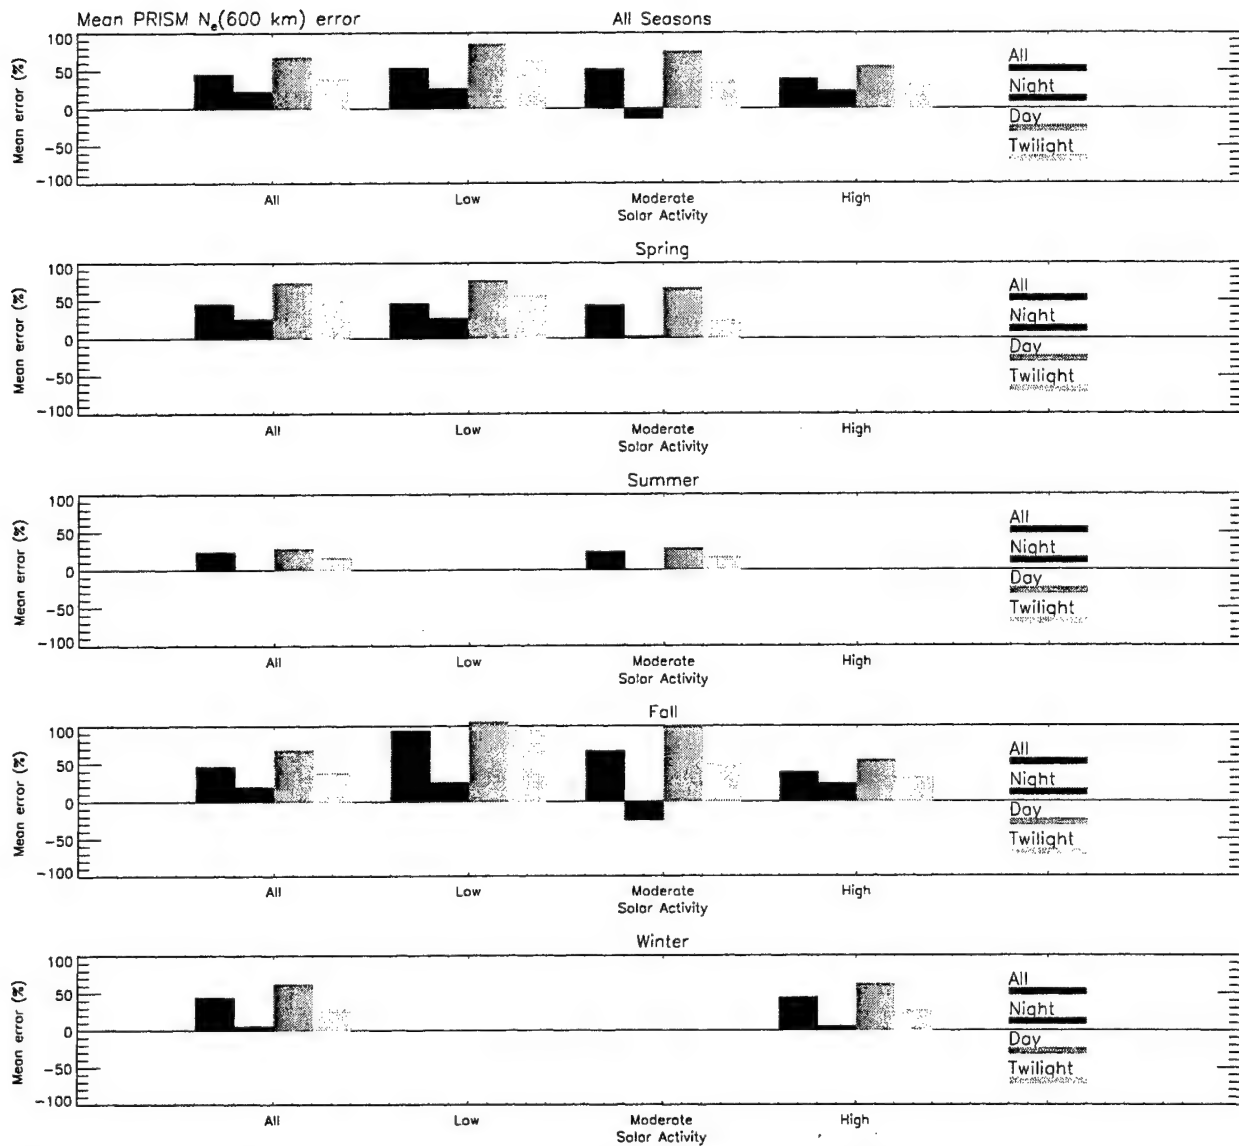 Mean PRISM Ne(600 km) error
All Seasons
Mean error (%)
100
50
0
-50
-100
All
Low
Moderate
High
Solar Activity
All
Night
Day
Twilight
Spring
Mean error (%)
100
50
0
-50
-100
All
Low
Moderate
High
Solar Activity
All
Night
Day
Twilight
Summer
Mean error (%)
100
50
0
-50
-100
All
Low
Moderate
High
Solar Activity
All
Night
Day
Twilight
Fall
Mean error (%)
100
50
0
-50
-100
All
Low
Moderate
High
Solar Activity
All
Night
Day
Twilight
Winter
Mean error (%)
100
50
0
-50
-100
All
Low
Moderate
High
Solar Activity
All
Night
Day
Twilight